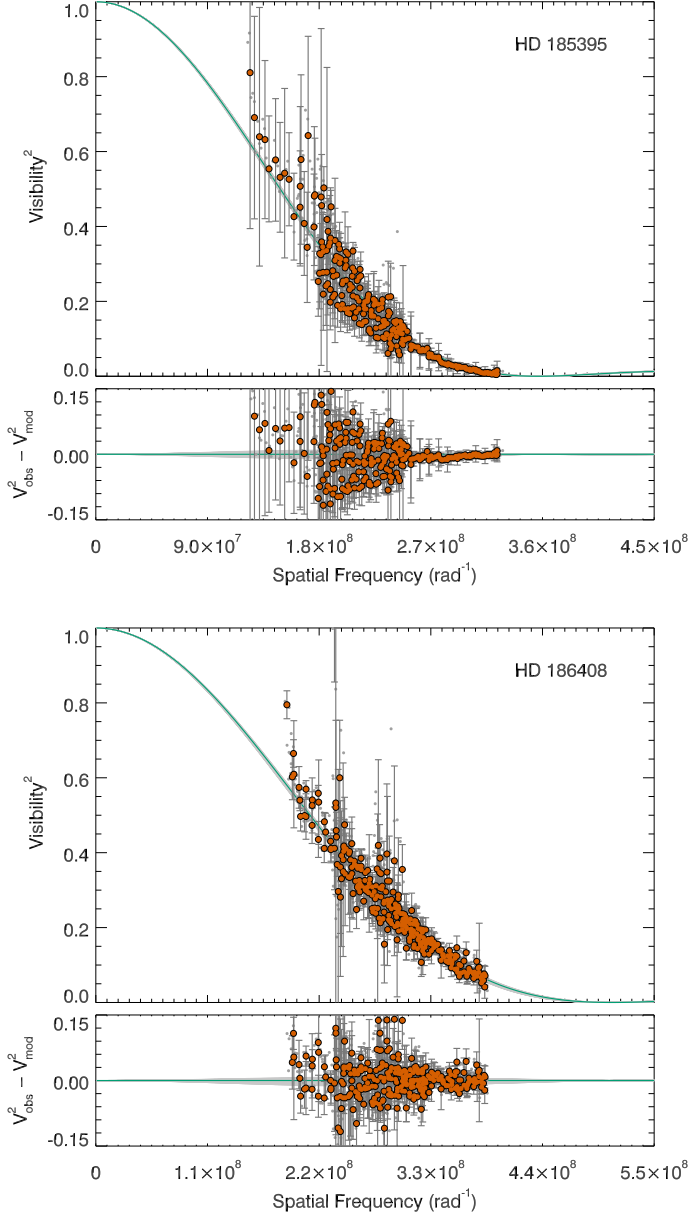 HD 185395
1.0
0.8
0.6
0.4
0.2
0.0
Visibility²
0.15
0.00
-0.15
V²obs − V²mod
0 9.0×10⁷ 1.8×10⁸ 2.7×10⁸ 3.6×10⁸ 4.5×10⁸
Spatial Frequency (rad⁻¹)
HD 186408
1.0
0.8
0.6
0.4
0.2
0.0
Visibility²
0.15
0.00
-0.15
V²obs − V²mod
0 1.1×10⁸ 2.2×10⁸ 3.3×10⁸ 4.4×10⁸ 5.5×10⁸
Spatial Frequency (rad⁻¹)